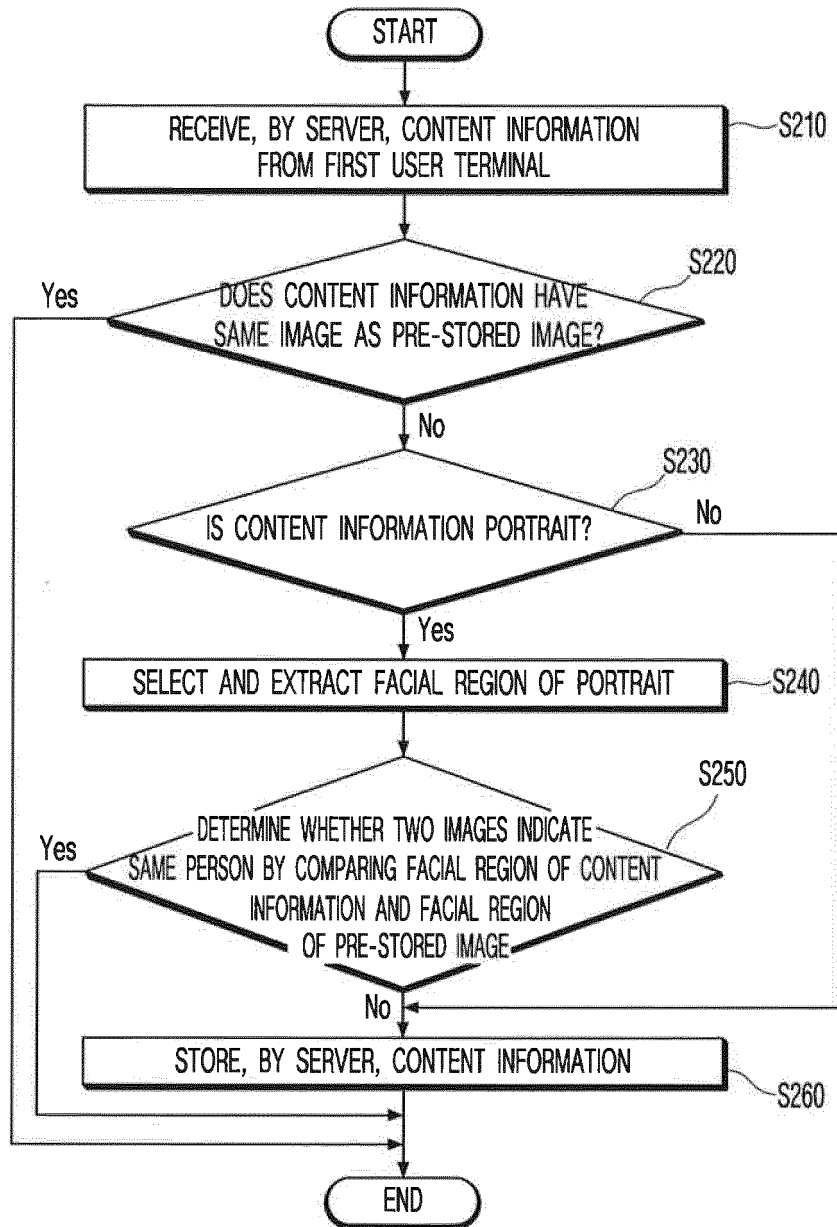 START
RECEIVE, BY SERVER, CONTENT INFORMATION
FROM FIRST USER TERMINAL
S210
S220
Yes
DOES CONTENT INFORMATION HAVE
SAME IMAGE AS PRE-STORED IMAGE?
No
S230
IS CONTENT INFORMATION PORTRAIT?
No
Yes
SELECT AND EXTRACT FACIAL REGION OF PORTRAIT
S240
S250
Yes
DETERMINE WHETHER TWO IMAGES INDICATE
SAME PERSON BY COMPARING FACIAL REGION OF CONTENT
INFORMATION AND FACIAL REGION
OF PRE-STORED IMAGE
No
STORE, BY SERVER, CONTENT INFORMATION
S260
END